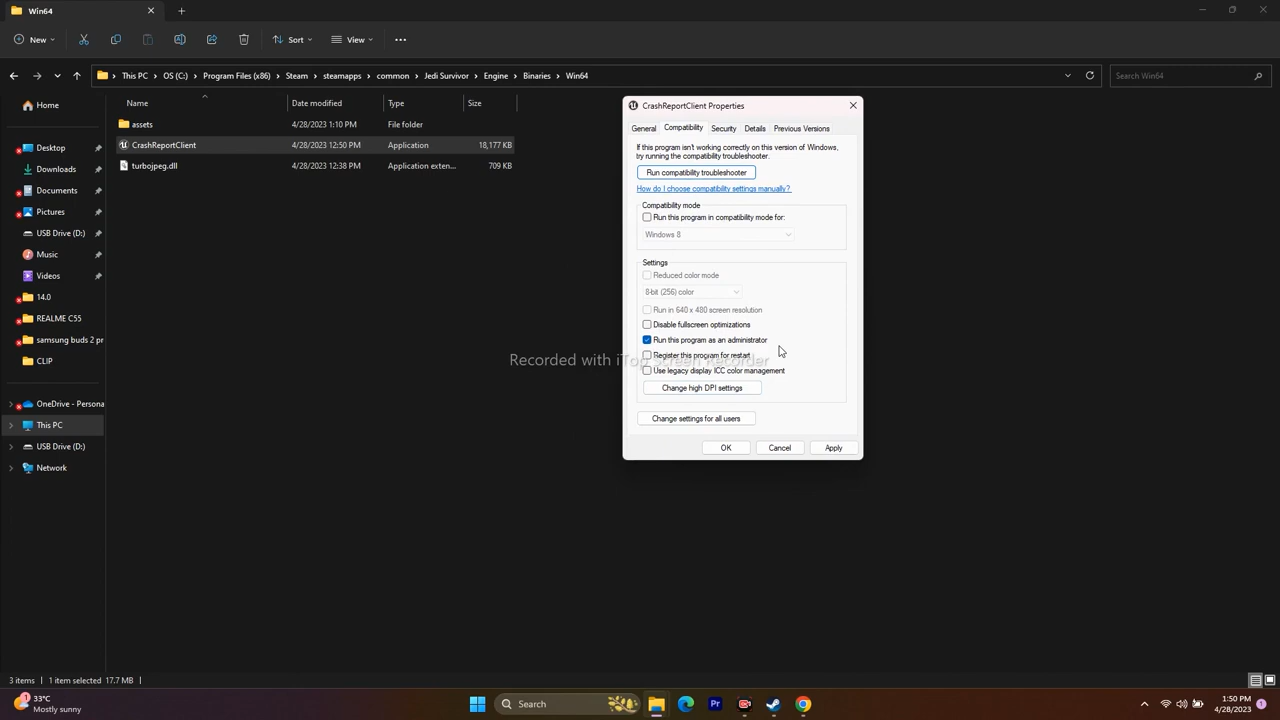 Win64
New
Sort
View
This PC
OS (C:)
Program Files (x86)
Steam
steamapps
common
Jedi Survivor
Engine
Binaries
Win64
Search Win64
Name
Date modified
Type
Size
assets
4/28/2023 1:10 PM
File folder
CrashReportClient
4/28/2023 12:39 PM
Application
18,177 KB
turbojpeg.dll
4/28/2023 12:38 PM
Application exten...
709 KB
Home
Desktop
Downloads
Documents
Pictures
USB Drive (D:)
Music
Videos
14.0
REALME C55
samsung buds 2 pr
CLIP
OneDrive - Persona
PC
USB Drive (D:)
Network
CrashReportClient Properties
General
Compatibility
Security
Details
Previous Versions
If this program isn't working correctly on this version of Windows,
try running the compatibility troubleshooter.
Run compatibility troubleshooter
How do I choose compatibility settings manually?
Compatibility mode
Run this program in compatibility mode for:
Windows 8
Settings
Reduced color mode
8-bit (256) color
Run in 640 x 480 screen resolution
Disable fullscreen optimizations
Run this program as an administrator
Register this program for restart
Recorded with iTop Screen Recorder
Use legacy display ICC color management
Change high DPI settings
Change settings for all users
OK
Cancel
Apply
3 items
1 item selected 17.7 MB
33°C
Mostly sunny
Search
1:50 PM
4/28/2023